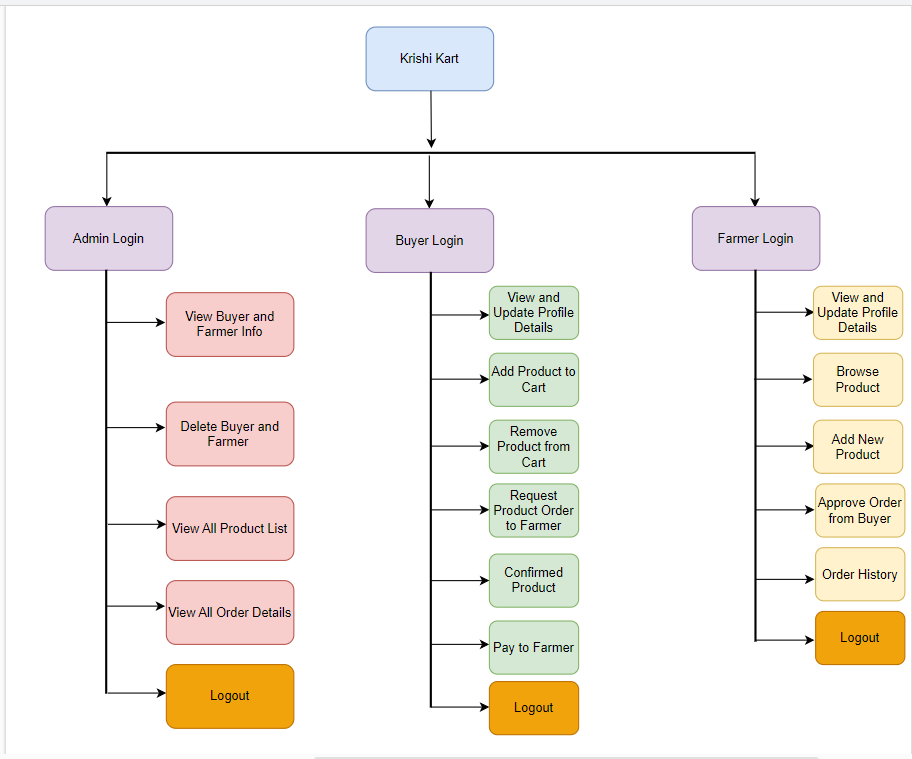 Krishi Kart
Admin Login
Buyer Login
Farmer Login
View Buyer and
Farmer Info
Delete Buyer and
Farmer
View All Product List
View All Order Details
Logout
View and
Update Profile
Details
Add Product to
Cart
Remove
Product from
Cart
Request
Product Order
to Farmer
Confirmed
Product
Pay to Farmer
Logout
View and
Update Profile
Details
Browse
Product
Add New
Product
Approve Order
from Buyer
Order History
Logout